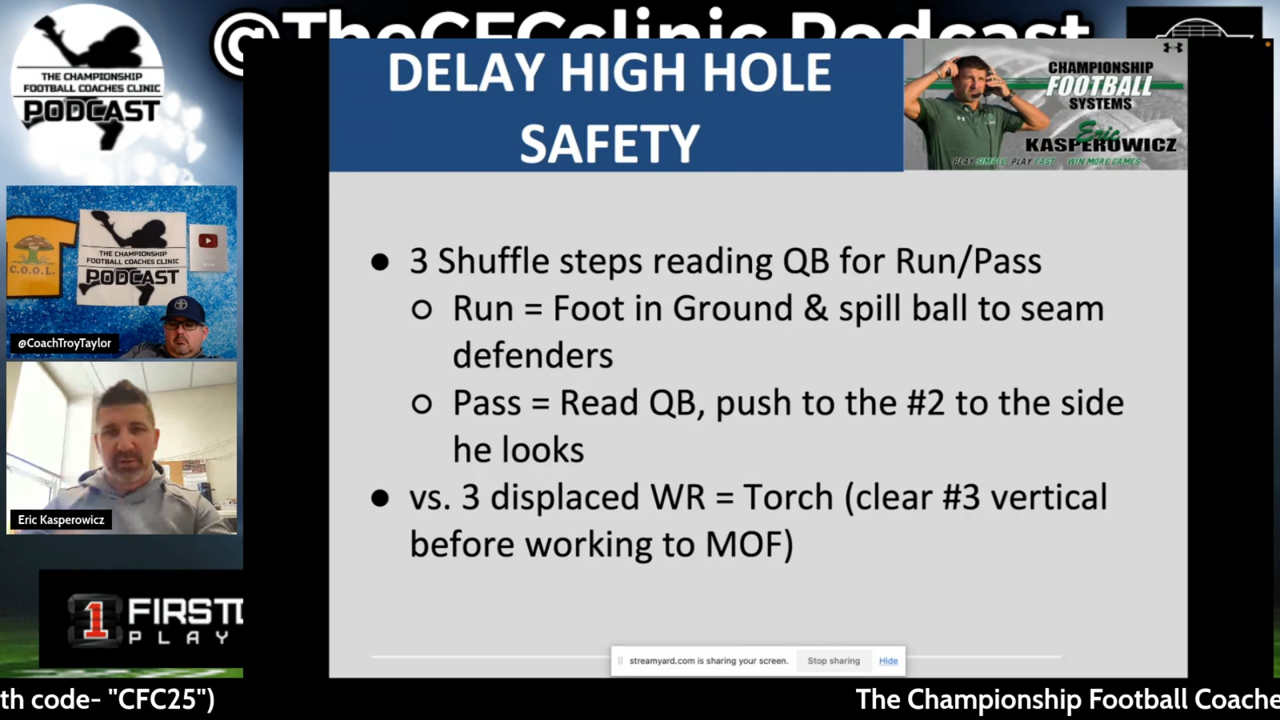 @TheCFCclinic Podcast
THE CHAMPIONSHIP
FOOTBALL COACHES CLINIC
PODCAST
DELAY HIGH HOLE
SAFETY
CHAMPIONSHIP
FOOTBALL
SYSTEMS
Eric
KASPEROWICZ
PLAY SIMPLE. PLAY FAST. WIN MORE GAMES
C.O.O.L.
THE CHAMPIONSHIP
FOOTBALL COACHES CLINIC
PODCAST
@CoachTroyTaylor
Eric Kasperowicz
● 3 Shuffle steps reading QB for Run/Pass
○ Run = Foot in Ground & spill ball to seam
defenders
○ Pass = Read QB, push to the #2 to the side
he looks
● vs. 3 displaced WR = Torch (clear #3 vertical
before working to MOF)
1 FIRST
PLAY
streamyard.com is sharing your screen.
Stop sharing
Hide
th code- "CFC25")
The Championship Football Coache